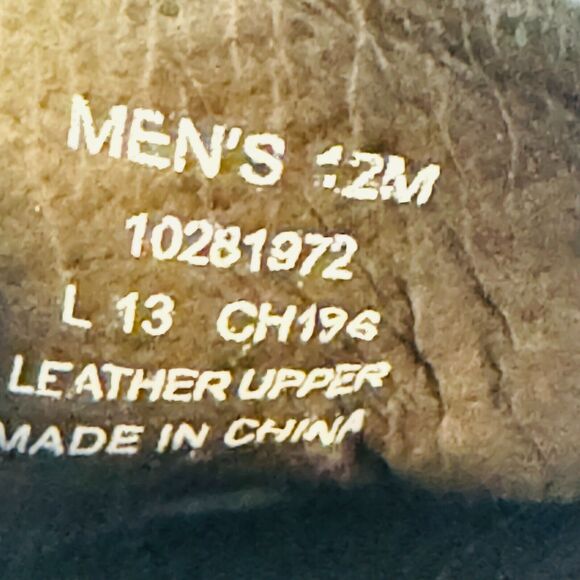 MEN'S 12M
10281972
L 13 CH196
LEATHER UPPER
MADE IN CHINA